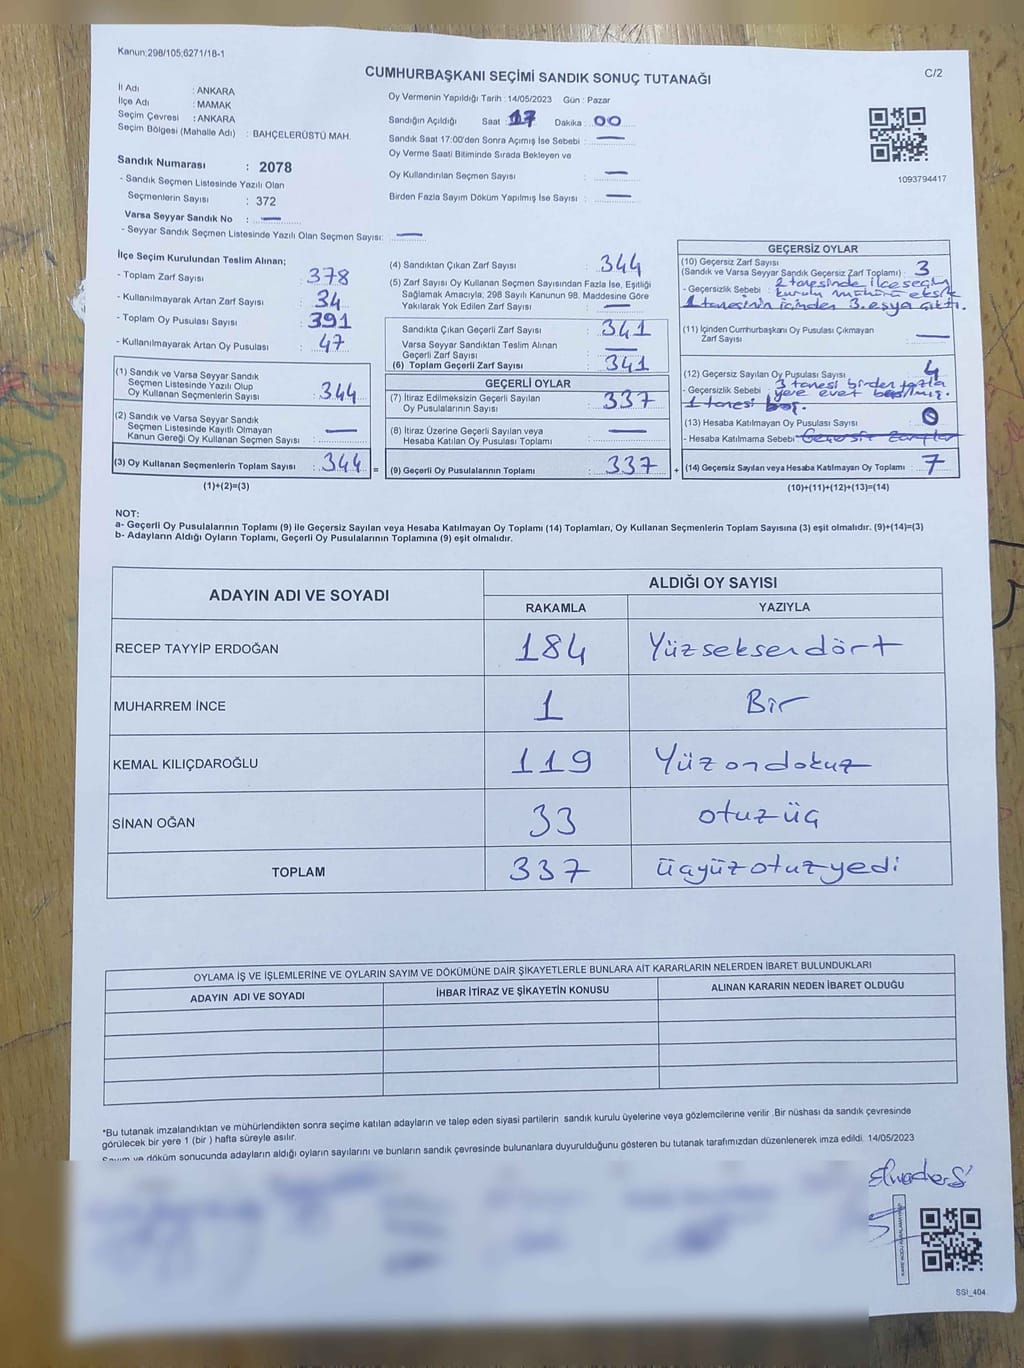 Kanun;298/105;6271/18-1
C/2
CUMHURBAŞKANI SEÇİMİ SANDIK SONUÇ TUTANAĞI
İl Adı : ANKARA
İlçe Adı : MAMAK
Seçim Çevresi : ANKARA
Seçim Bölgesi (Mahalle Adı) : BAHÇELERÜSTÜ MAH.
Sandık Numarası : 2078
- Sandık Seçmen Listesinde Yazılı Olan
Seçmenlerin Sayısı : 372
Varsa Seyyar Sandık No : —
- Seyyar Sandık Seçmen Listesinde Yazılı Olan Seçmen Sayısı: —
Oy Vermenin Yapıldığı Tarih : 14/05/2023 Gün : Pazar
Sandığın Açıldığı Saat : 17 Dakika : 00
Sandık Saat 17:00'den Sonra Açımış İse Sebebi : —
Oy Verme Saati Bitiminde Sırada Bekleyen ve
Oy Kullandırılan Seçmen Sayısı : —
Birden Fazla Sayım Döküm Yapılmış İse Sayısı : —
1093794417
İlçe Seçim Kurulundan Teslim Alınan;
- Toplam Zarf Sayısı : 378
- Kullanılmayarak Artan Zarf Sayısı : 34
- Toplam Oy Pusulası Sayısı : 391
- Kullanılmayarak Artan Oy Pusulası : 47
(1) Sandık ve Varsa Seyyar Sandık
Seçmen Listesinde Yazılı Olup
Oy Kullanan Seçmenlerin Sayısı : 344
(2) Sandık ve Varsa Seyyar Sandık
Seçmen Listesinde Kayıtlı Olmayan
Kanun Gereği Oy Kullanan Seçmen Sayısı : —
(3) Oy Kullanan Seçmenlerin Toplam Sayısı : 344 =
(1)+(2)=(3)
(4) Sandıktan Çıkan Zarf Sayısı : 344
(5) Zarf Sayısı Oy Kullanan Seçmen Sayısından Fazla İse, Eşitliği
Sağlamak Amacıyla; 298 Sayılı Kanunun 98. Maddesine Göre
Yakılarak Yok Edilen Zarf Sayısı : —
Sandıkta Çıkan Geçerli Zarf Sayısı : 341
Varsa Seyyar Sandıktan Teslim Alınan
Geçerli Zarf Sayısı : —
(6) Toplam Geçerli Zarf Sayısı : 341
GEÇERLİ OYLAR
(7) İtiraz Edilmeksizin Geçerli Sayılan
Oy Pusulalarının Sayısı : 337
(8) İtiraz Üzerine Geçerli Sayılan veya
Hesaba Katılan Oy Pusulası Toplamı : —
(9) Geçerli Oy Pusulalarının Toplamı : 337 +
GEÇERSİZ OYLAR
(10) Geçersiz Zarf Sayısı
(Sandık ve Varsa Seyyar Sandık Geçersiz Zarf Toplamı) : 3
- Geçersizlik Sebebi : 2 tanesinde ilçe seçim
kurulu mührü eksik
1 tanesinin içinden 3. eşya çıktı.
(11) İçinden Cumhurbaşkanı Oy Pusulası Çıkmayan
Zarf Sayısı : —
(12) Geçersiz Sayılan Oy Pusulası Sayısı : 4
- Geçersizlik Sebebi : 3 tanesi birden fazla
yere evet basılmış.
1 tanesi boş.
(13) Hesaba Katılmayan Oy Pusulası Sayısı : 0
- Hesaba Katılmama Sebebi :
(14) Geçersiz Sayılan veya Hesaba Katılmayan Oy Toplamı : 7
(10)+(11)+(12)+(13)=(14)
NOT:
a- Geçerli Oy Pusulalarının Toplamı (9) ile Geçersiz Sayılan veya Hesaba Katılmayan Oy Toplamı (14) Toplamları, Oy Kullanan Seçmenlerin Toplam Sayısına (3) eşit olmalıdır. (9)+(14)=(3)
b- Adayların Aldığı Oyların Toplamı, Geçerli Oy Pusulalarının Toplamına (9) eşit olmalıdır.
ADAYIN ADI VE SOYADI
ALDIĞI OY SAYISI
RAKAMLA YAZIYLA
RECEP TAYYİP ERDOĞAN 184 Yüzseksendört
MUHARREM İNCE 1 Bir
KEMAL KILIÇDAROĞLU 119 Yüzondokuz
SİNAN OĞAN 33 otuzüç
TOPLAM 337 üçyüzotuzyedi
OYLAMA İŞ VE İŞLEMLERİNE VE OYLARIN SAYIM VE DÖKÜMÜNE DAİR ŞİKAYETLERLE BUNLARA AİT KARARLARIN NELERDEN İBARET BULUNDUKLARI
ADAYIN ADI VE SOYADI İHBAR İTİRAZ VE ŞİKAYETİN KONUSU ALINAN KARARIN NEDEN İBARET OLDUĞU
*Bu tutanak imzalandıktan ve mühürlendikten sonra seçime katılan adayların ve talep eden siyasi partilerin sandık kurulu üyelerine veya gözlemcilerine verilir .Bir nüshası da sandık çevresinde
görülecek bir yere 1 (bir ) hafta süreyle asılır.
Sayım ve döküm sonucunda adayların aldığı oyların sayılarını ve bunların sandık çevresinde bulunanlara duyurulduğunu gösteren bu tutanak tarafımızdan düzenlenerek imza edildi. 14/05/2023
SSI_404